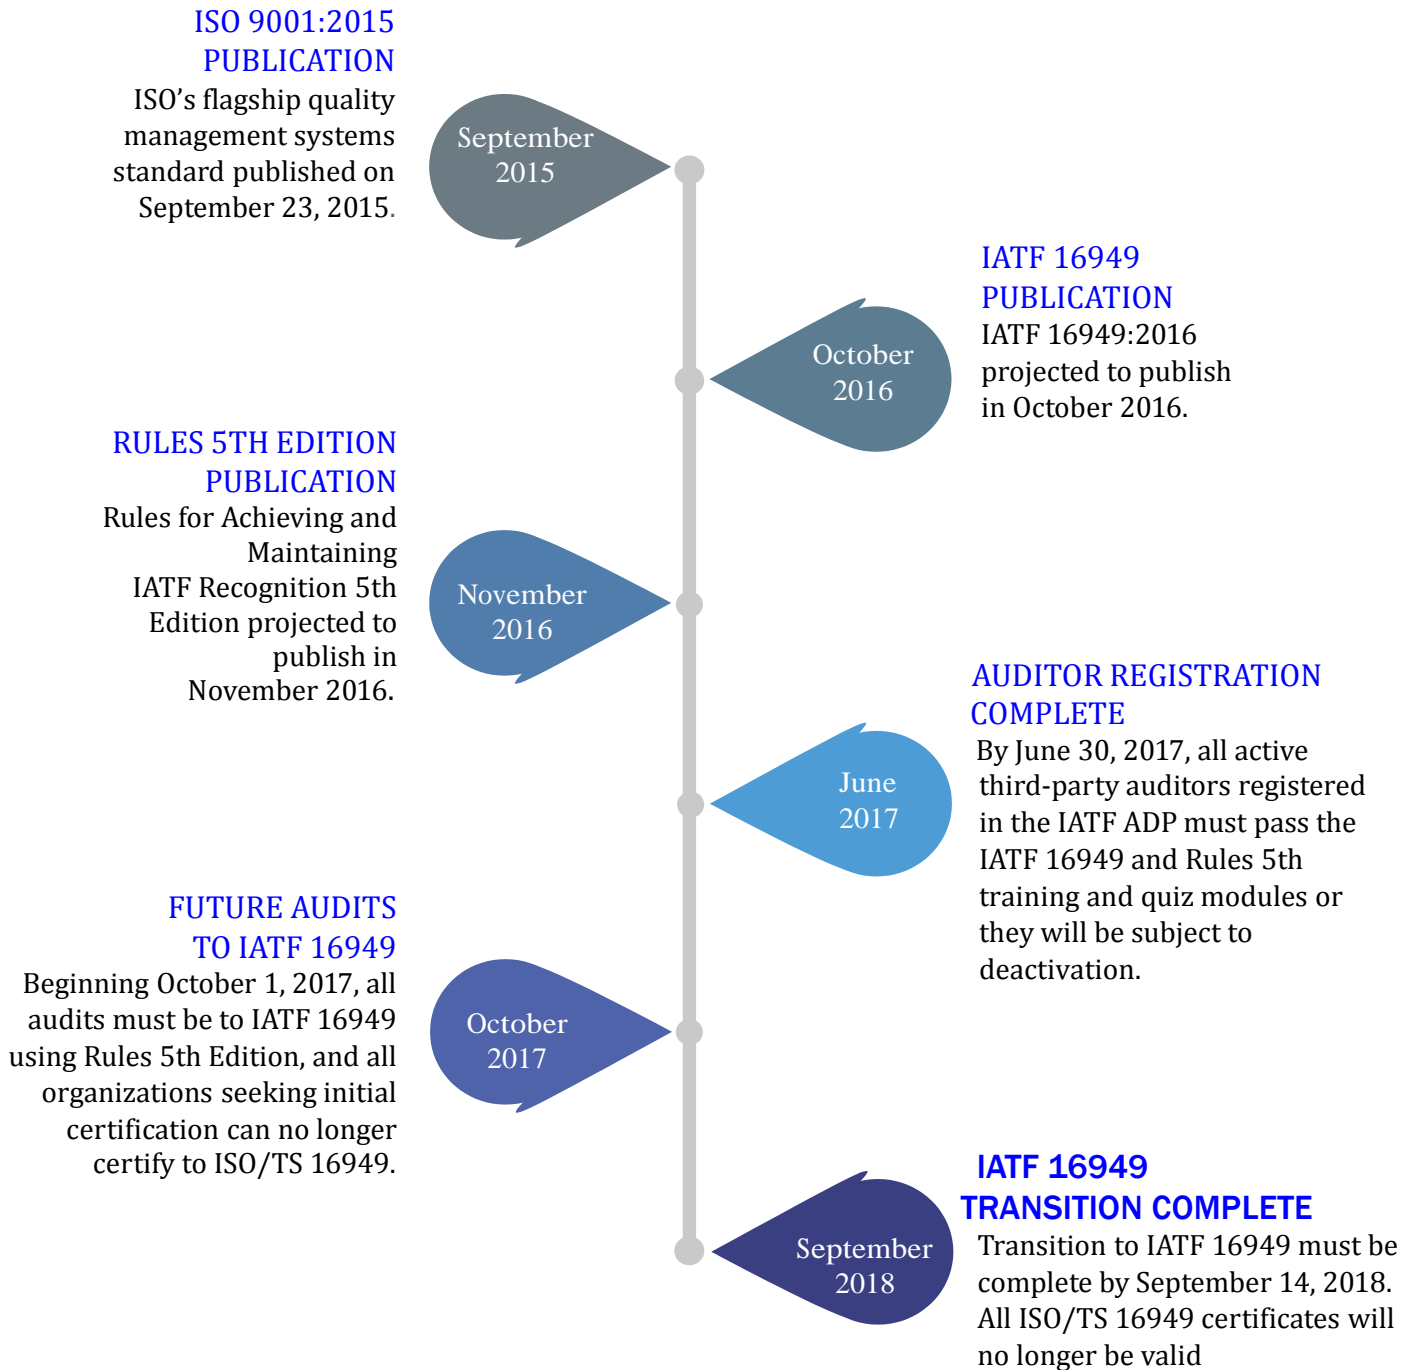 ISO 9001:2015
PUBLICATION
ISO’s flagship quality
management systems
standard published on
September 23, 2015.
September
2015
IATF 16949
PUBLICATION
IATF 16949:2016
projected to publish
in October 2016.
October
2016
RULES 5TH EDITION
PUBLICATION
Rules for Achieving and
Maintaining
IATF Recognition 5th
Edition projected to
publish in
November 2016.
November
2016
AUDITOR REGISTRATION
COMPLETE
By June 30, 2017, all active
third-party auditors registered
in the IATF ADP must pass the
IATF 16949 and Rules 5th
training and quiz modules or
they will be subject to
deactivation.
June
2017
FUTURE AUDITS
TO IATF 16949
Beginning October 1, 2017, all
audits must be to IATF 16949
using Rules 5th Edition, and all
organizations seeking initial
certification can no longer
certify to ISO/TS 16949.
October
2017
IATF 16949
TRANSITION COMPLETE
Transition to IATF 16949 must be
complete by September 14, 2018.
All ISO/TS 16949 certificates will
no longer be valid
September
2018